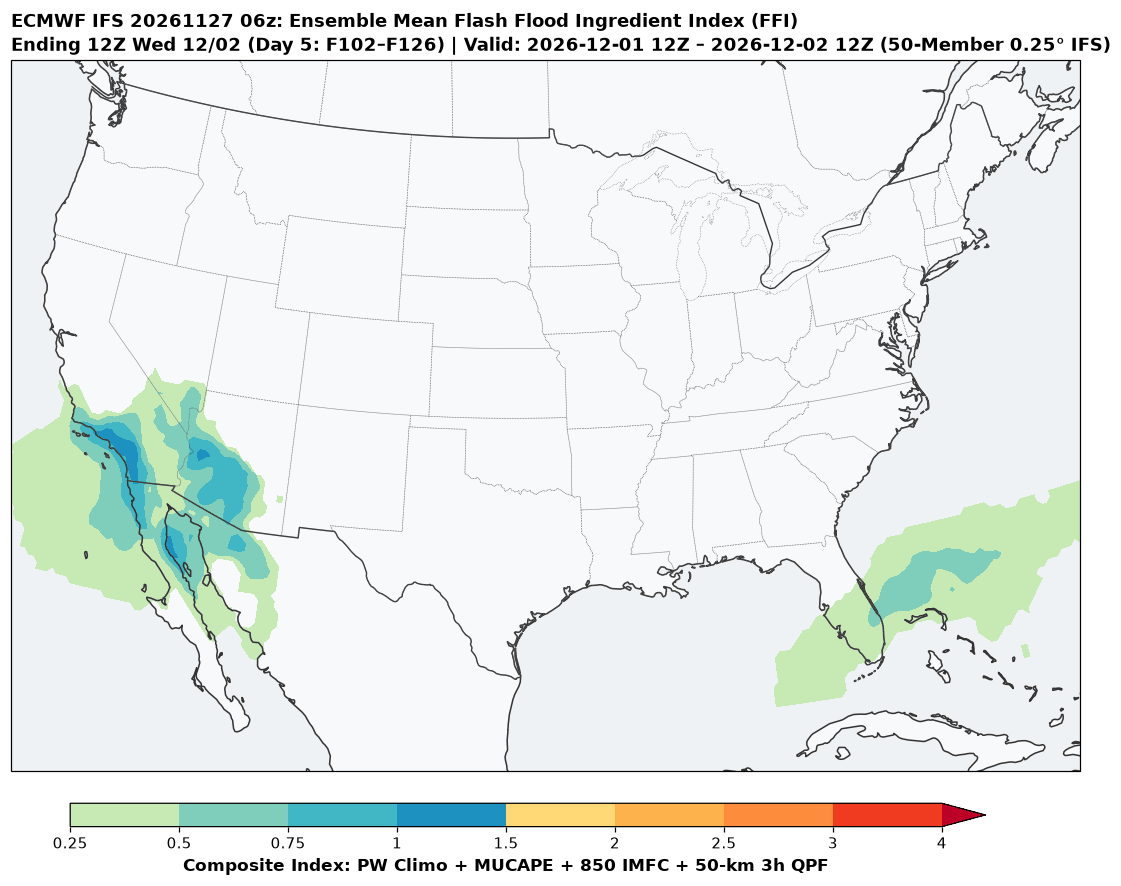 ECMWF IFS 20261127 06z: Ensemble Mean Flash Flood Ingredient Index (FFI)
Ending 12Z Wed 12/02 (Day 5: F102–F126) | Valid: 2026-12-01 12Z – 2026-12-02 12Z (50-Member 0.25° IFS)
0.25 0.5 0.75 1 1.5 2 2.5 3 4
Composite Index: PW Climo + MUCAPE + 850 IMFC + 50-km 3h QPF